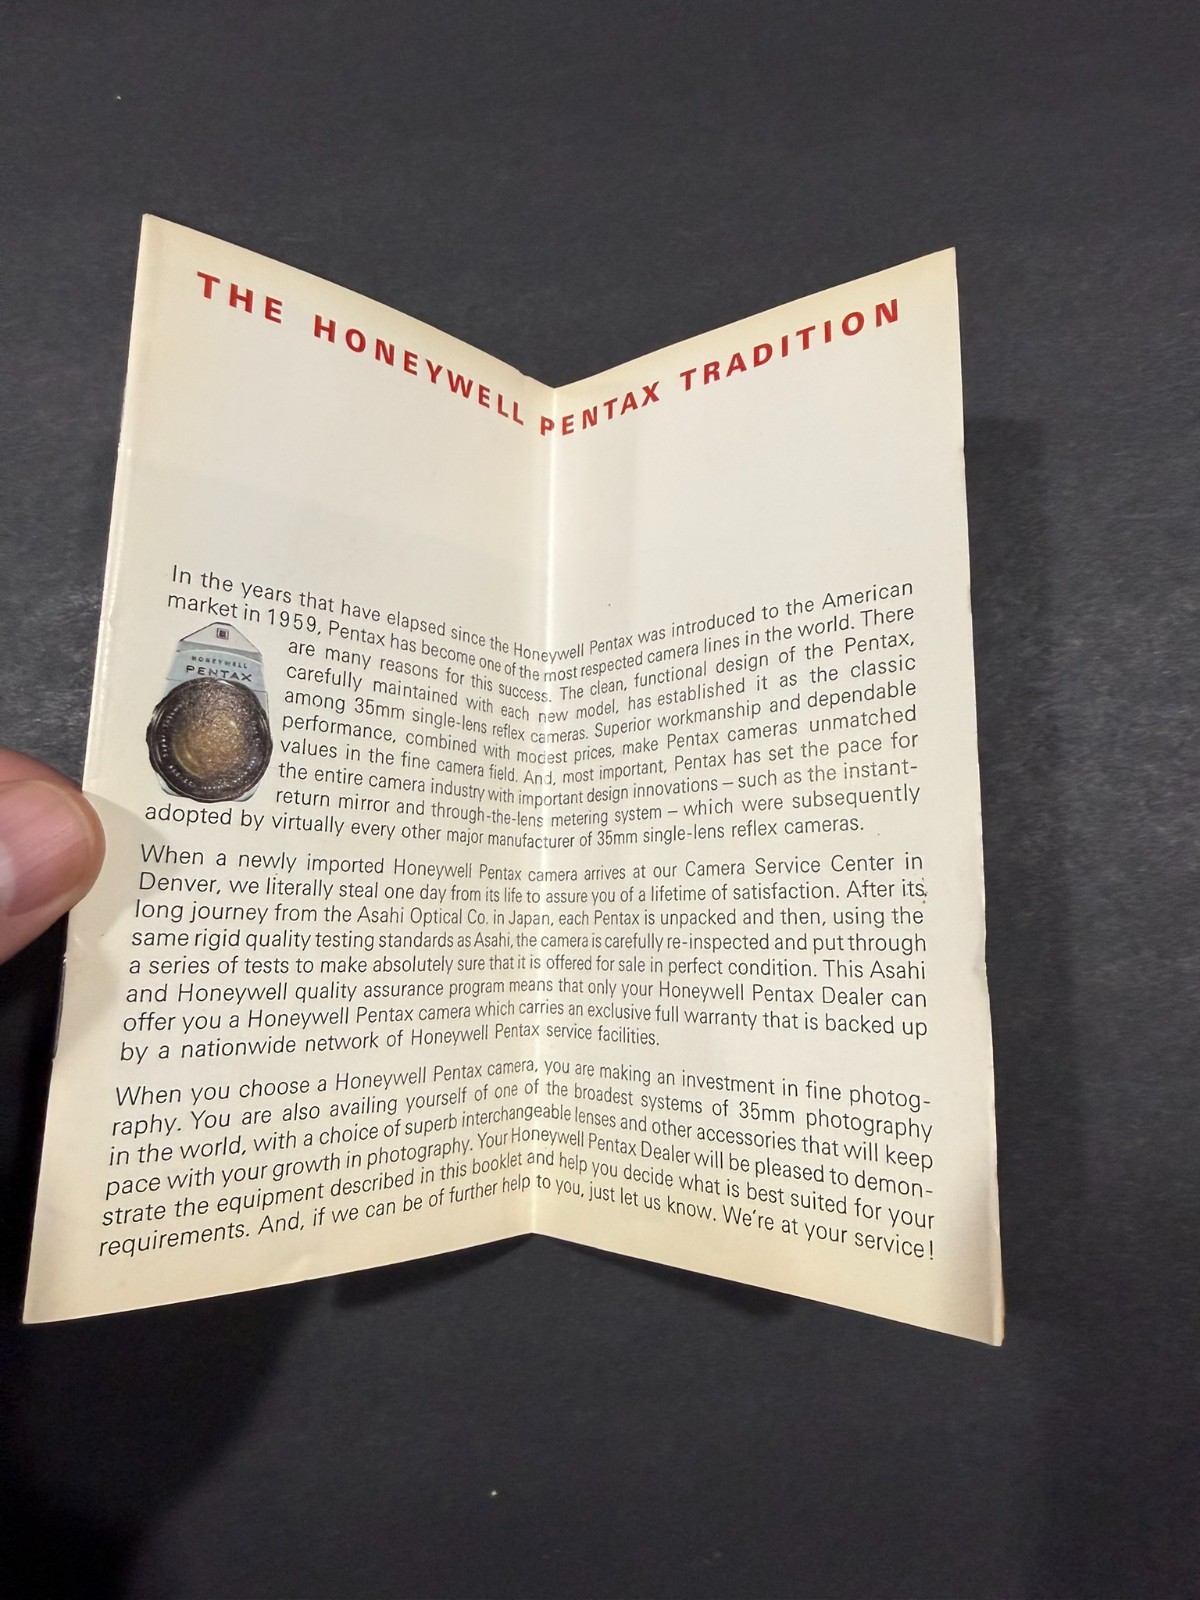 THE HONEYWELL PENTAX TRADITION
In the years that have elapsed since the Honeywell Pentax was introduced to the American
market in 1959, Pentax has become one of the most respected camera lines in the world. There
are many reasons for this success. The clean, functional design of the Pentax,
carefully maintained with each new model, has established it as the classic
among 35mm single-lens reflex cameras. Superior workmanship and dependable
performance, combined with modest prices, make Pentax cameras unmatched
values in the fine camera field. And, most important, Pentax has set the pace for
the entire camera industry with important design innovations – such as the instant-
return mirror and through-the-lens metering system – which were subsequently
adopted by virtually every other major manufacturer of 35mm single-lens reflex cameras.
HONEYWELL
PENTAX
When a newly imported Honeywell Pentax camera arrives at our Camera Service Center in
Denver, we literally steal one day from its life to assure you of a lifetime of satisfaction. After its
long journey from the Asahi Optical Co. in Japan, each Pentax is unpacked and then, using the
same rigid quality testing standards as Asahi, the camera is carefully re-inspected and put through
a series of tests to make absolutely sure that it is offered for sale in perfect condition. This Asahi
and Honeywell quality assurance program means that only your Honeywell Pentax Dealer can
offer you a Honeywell Pentax camera which carries an exclusive full warranty that is backed up
by a nationwide network of Honeywell Pentax service facilities.
When you choose a Honeywell Pentax camera, you are making an investment in fine photog-
raphy. You are also availing yourself of one of the broadest systems of 35mm photography
in the world, with a choice of superb interchangeable lenses and other accessories that will keep
pace with your growth in photography. Your Honeywell Pentax Dealer will be pleased to demon-
strate the equipment described in this booklet and help you decide what is best suited for your
requirements. And, if we can be of further help to you, just let us know. We're at your service!